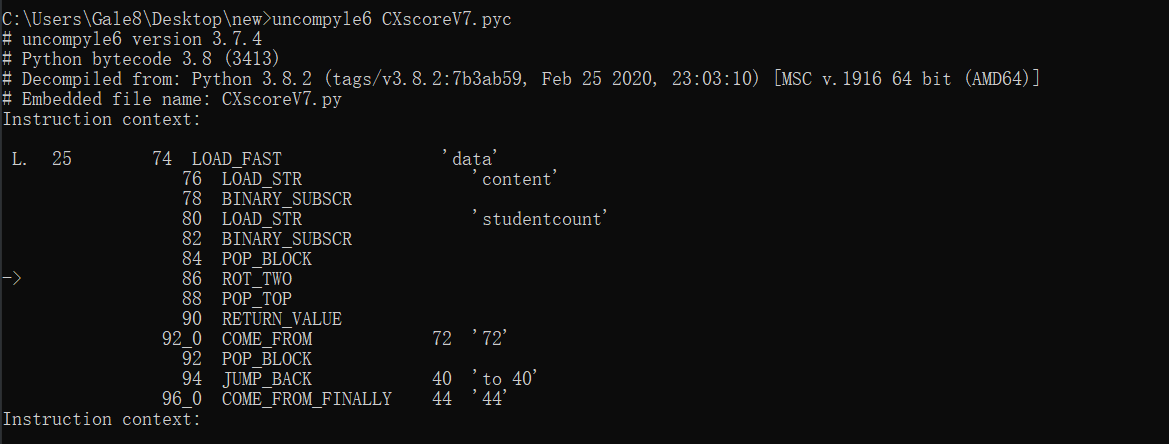 C:\Users\Gale8\Desktop\new>uncompyle6 CXscoreV7.pyc
# uncompyle6 version 3.7.4
# Python bytecode 3.8 (3413)
# Decompiled from: Python 3.8.2 (tags/v3.8.2:7b3ab59, Feb 25 2020, 23:03:10) [MSC v.1916 64 bit (AMD64)]
# Embedded file name: CXscoreV7.py
Instruction context:
L. 25 74 LOAD_FAST 'data'
76 LOAD_STR 'content'
78 BINARY_SUBSCR
80 LOAD_STR 'studentcount'
82 BINARY_SUBSCR
84 POP_BLOCK
-> 86 ROT_TWO
88 POP_TOP
90 RETURN_VALUE
92_0 COME_FROM 72 '72'
92 POP_BLOCK
94 JUMP_BACK 40 'to 40'
96_0 COME_FROM_FINALLY 44 '44'
Instruction context: